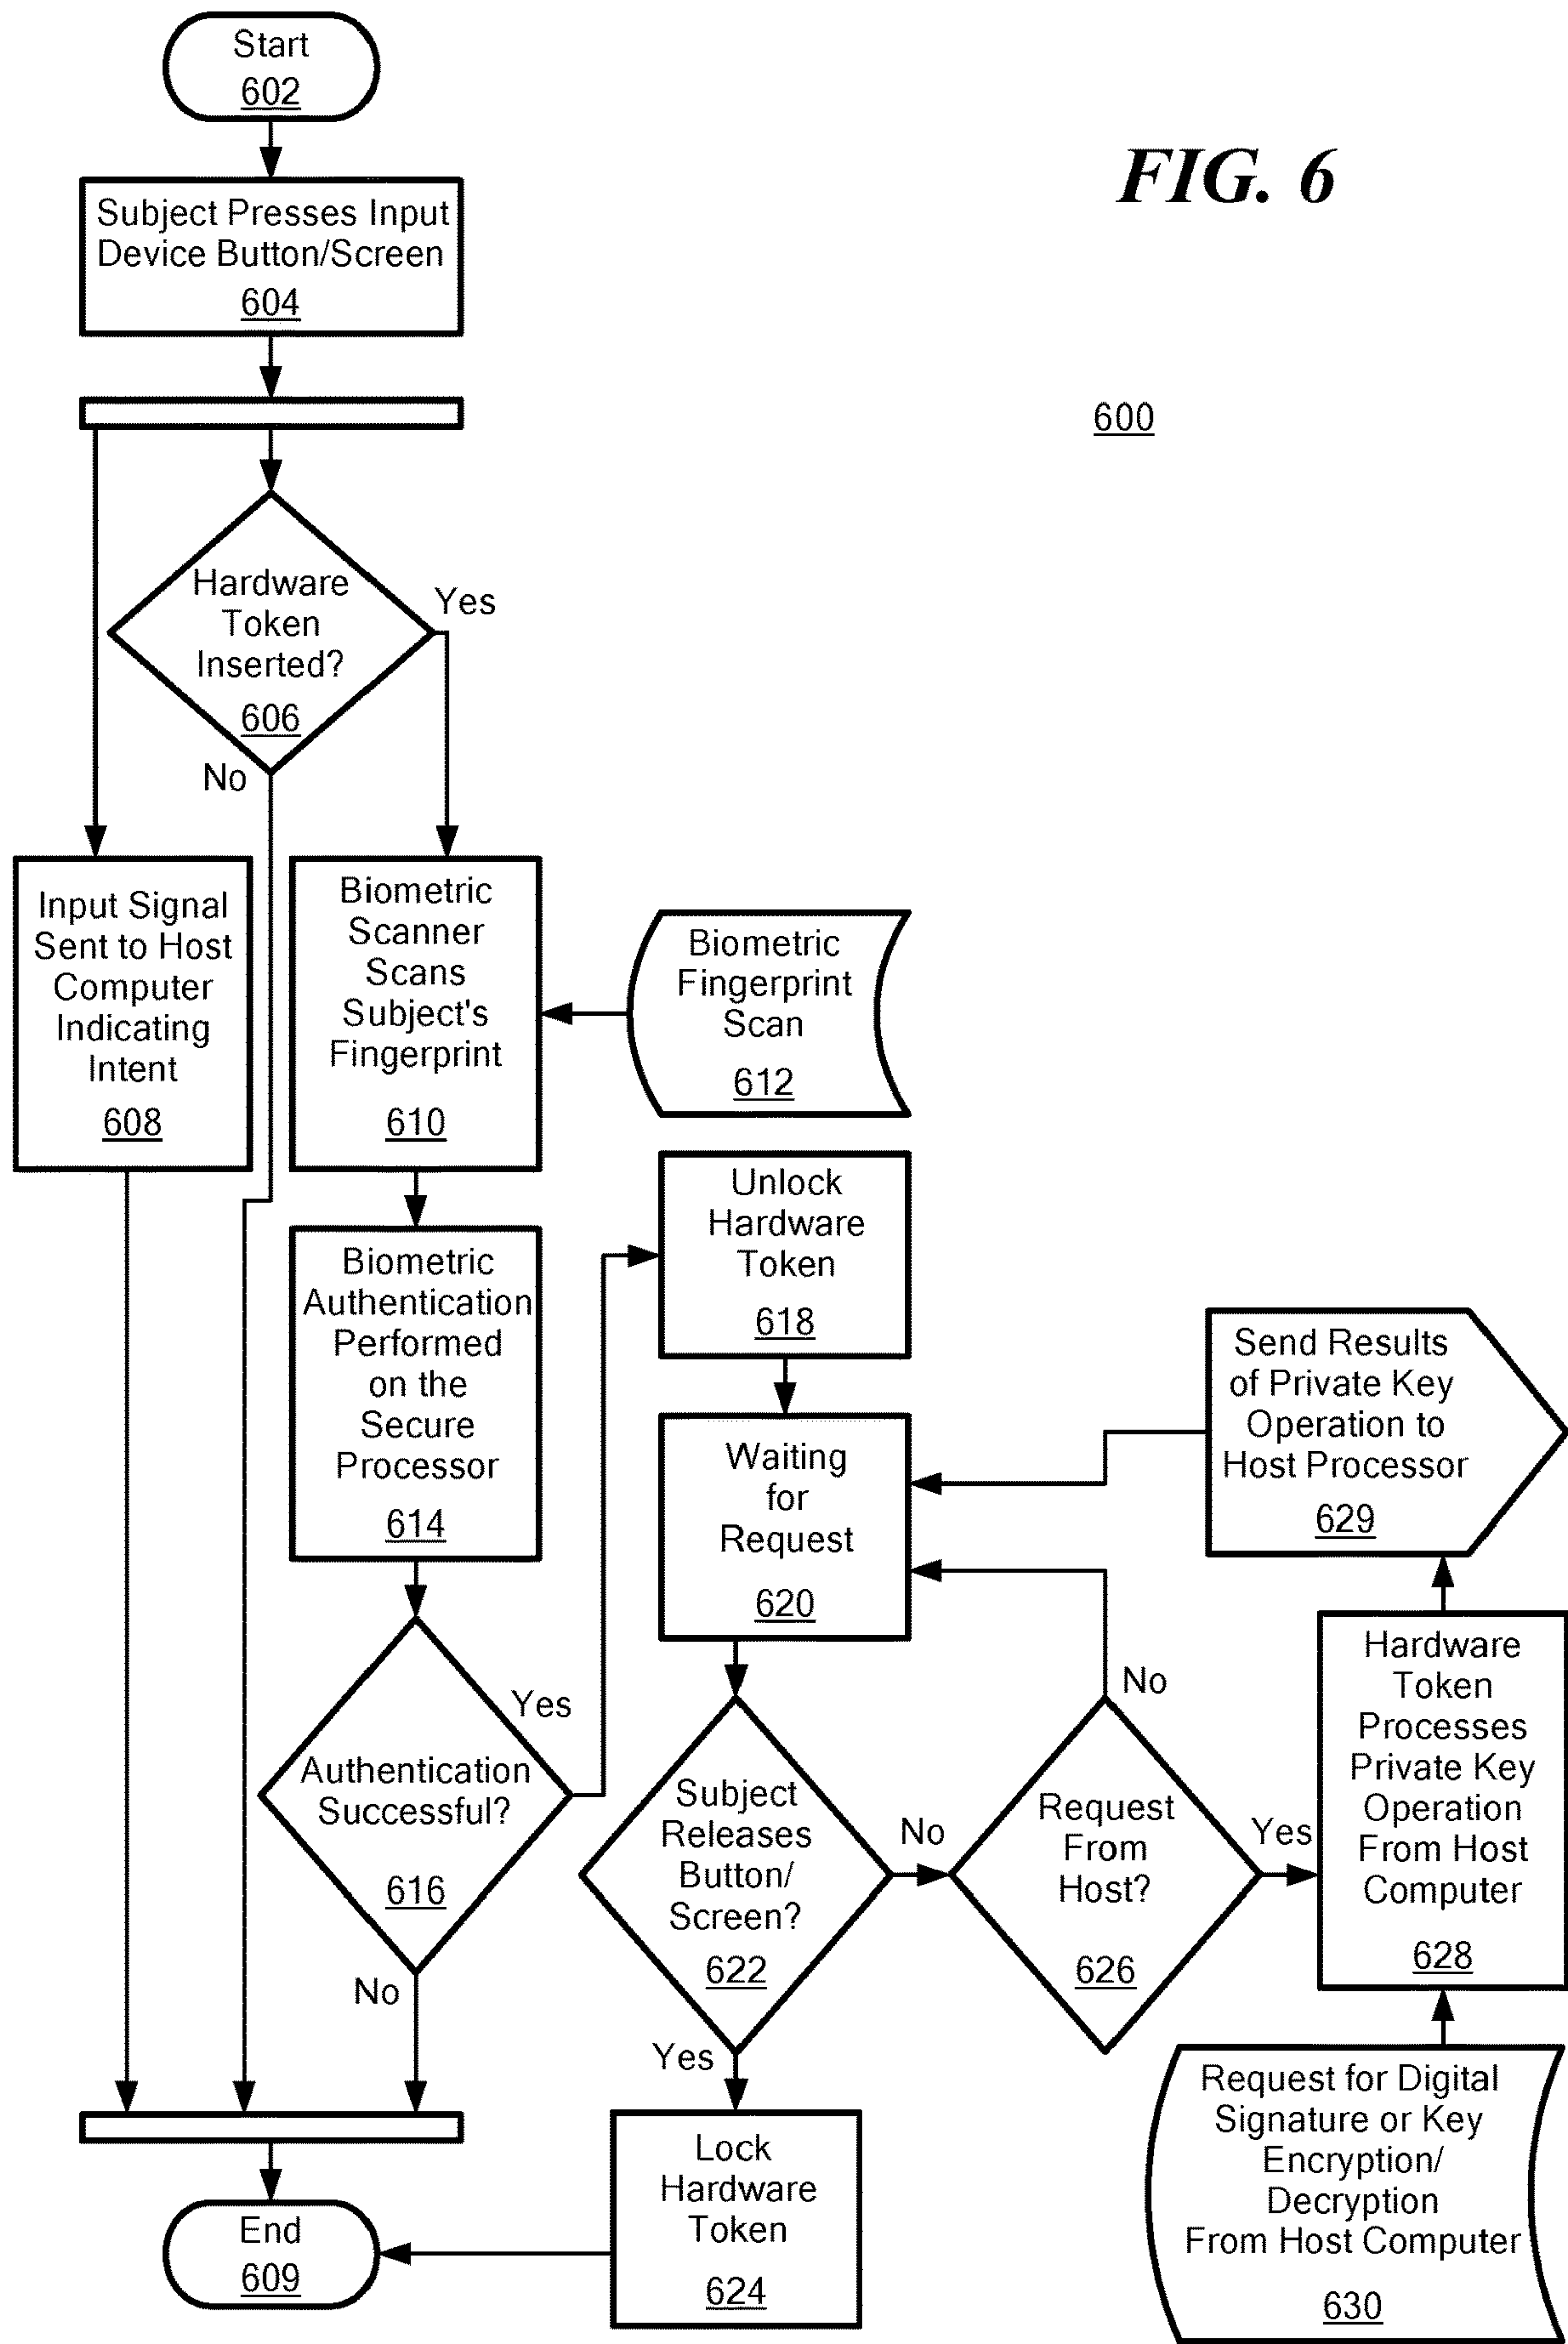 Start
602
FIG. 6
Subject Presses Input
Device Button/Screen
604
600
Hardware
Token
Inserted?
606
Yes
No
Input Signal
Sent to Host
Computer
Indicating
Intent
608
Biometric
Scanner
Scans
Subject's
Fingerprint
610
Biometric
Fingerprint
Scan
612
Biometric
Authentication
Performed
on the
Secure
Processor
614
Unlock
Hardware
Token
618
Waiting
for
Request
620
Send Results
of Private Key
Operation to
Host Processor
629
Authentication
Successful?
616
Yes
No
Subject
Releases
Button/
Screen?
622
No
Yes
Request
From
Host?
626
No
Yes
Hardware
Token
Processes
Private Key
Operation
From Host
Computer
628
Lock
Hardware
Token
624
Request for Digital
Signature or Key
Encryption/
Decryption
From Host Computer
630
End
609